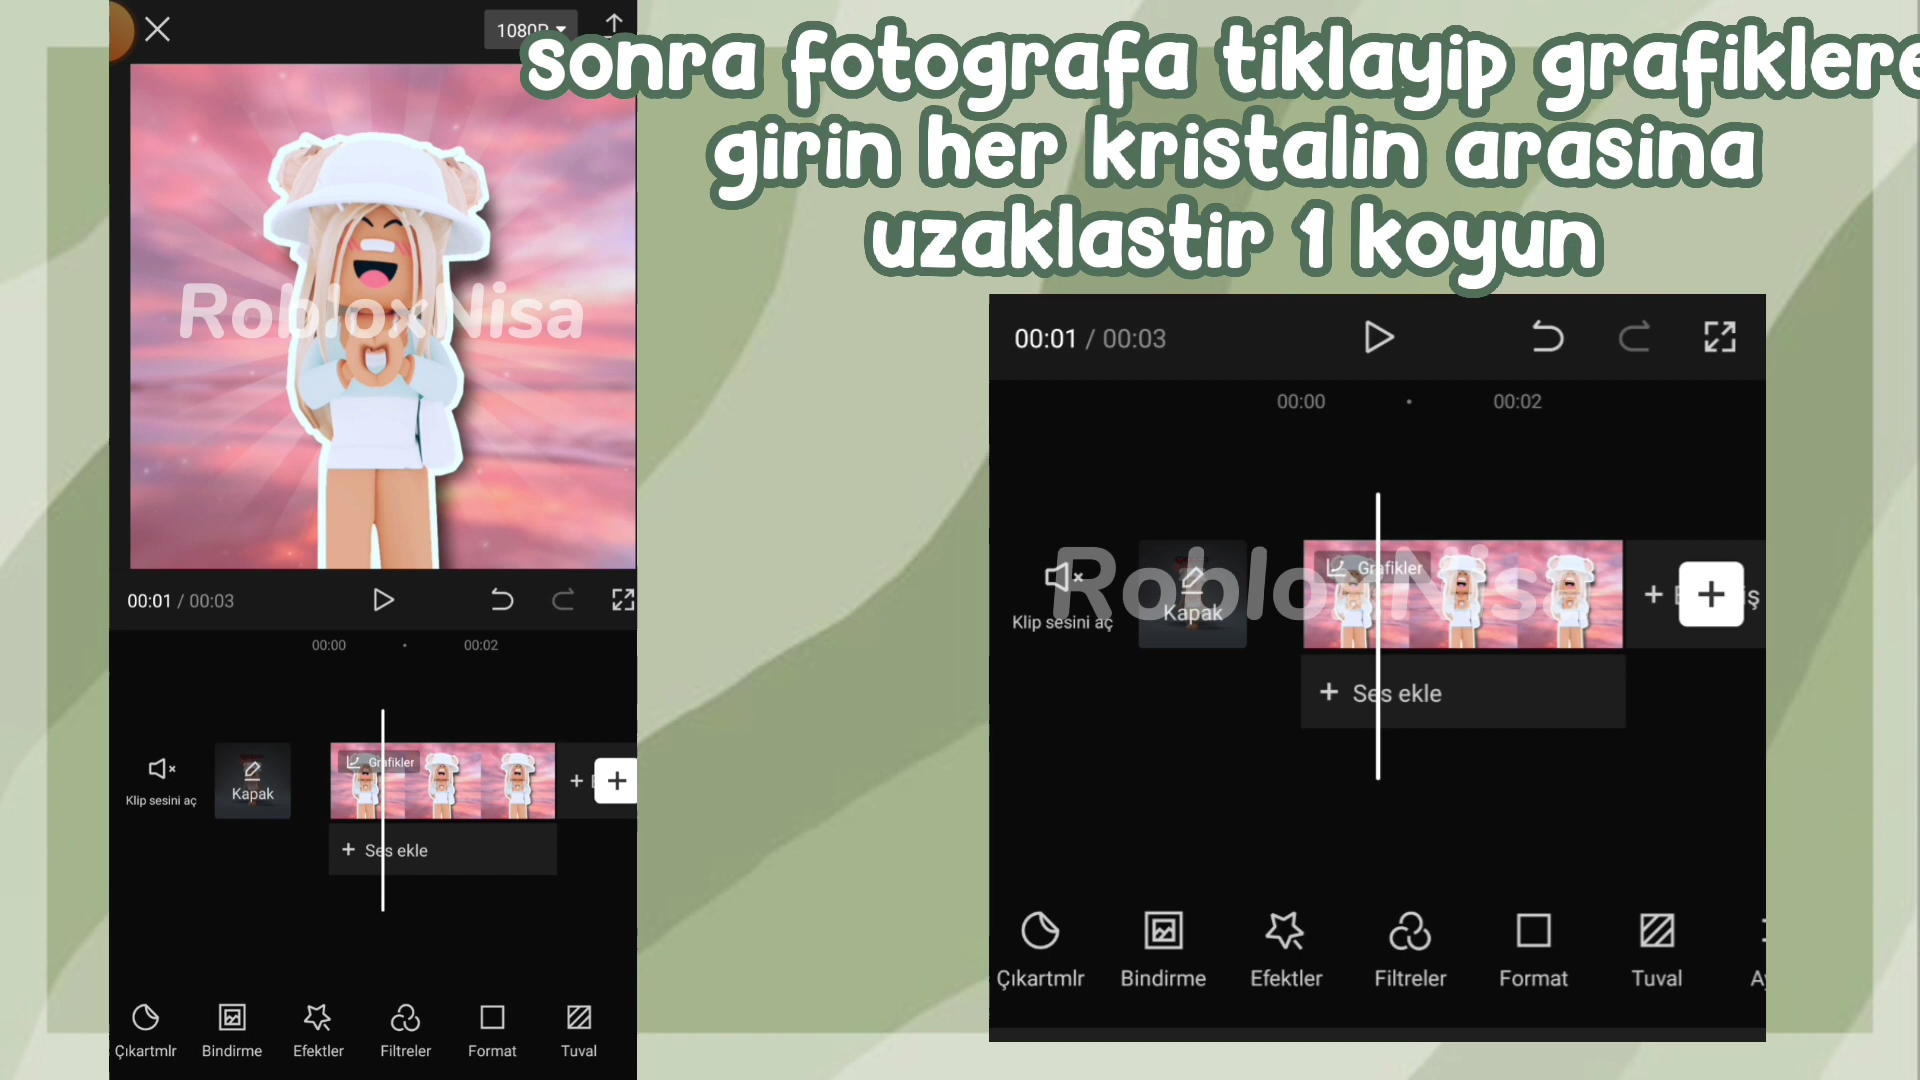 sonra fotografa tiklayip grafiklere
girin her kristalin arasina
uzaklastir 1 koyun
1080P
RobloxNisa
00:01 / 00:03
00:00 00:02
Grafikler
Klip sesini aç
Kapak
+ Ses ekle
Çıkartmlr Bindirme Efektler Filtreler Format Tuval
00:01 / 00:03
00:00 00:02
RobloxNisa
Grafikler
Klip sesini aç
Kapak
+ Ses ekle
Çıkartmlr Bindirme Efektler Filtreler Format Tuval